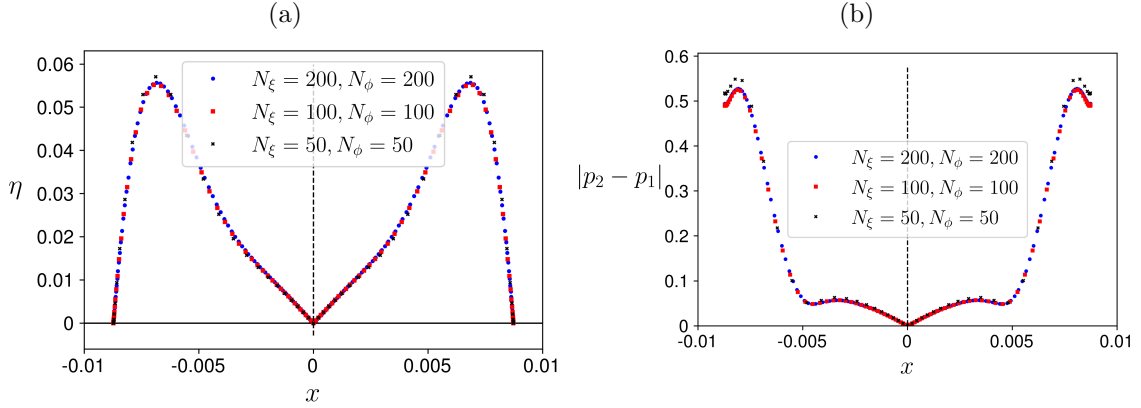 (a)
η
0.06
0.05
0.04
0.03
0.02
0.01
0
N_ξ = 200, N_φ = 200
N_ξ = 100, N_φ = 100
N_ξ = 50, N_φ = 50
-0.01 -0.005 0 0.005 0.01
x
(b)
|p₂ − p₁|
0.6
0.5
0.4
0.3
0.2
0.1
0
N_ξ = 200, N_φ = 200
N_ξ = 100, N_φ = 100
N_ξ = 50, N_φ = 50
-0.01 -0.005 0 0.005 0.01
x